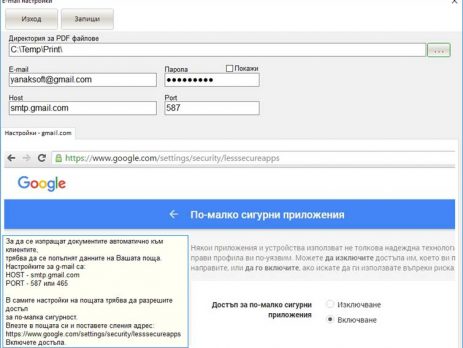 E-mail настройки
Изход Запиши
Директория за PDF файлове
C:\Temp\Print\
...
E-mail Парола Покажи
yanaksoft@gmail.com
Host Port
smtp.gmail.com 587
Настройки - gmail.com
https://www.google.com/settings/security/lesssecureapps
Google
По-малко сигурни приложения
За да се изпращат документите автоматично към
клиентите,
трябва да се попълнят данните на Вашата поща.
Настройките за g-mail са:
HOST - smtp.gmail.com
PORT - 587 или 465
В самите настройки на пощата трябва да разрешите
достъп
за по-малко сигурност.
Влезте в пощата си и поставете следния адрес:
https://www.google.com/settings/security/lesssecureapps
Включете достъпа.
Някои приложения и устройства използват не толкова надеждна технолог
прави профила ви по-уязвим. Можете да изключите достъпа им, което ви п
направите, или да го включите, ако искате да ги използвате въпреки риска
Достъп за по-малко сигурни
приложения
Изключване
Включване